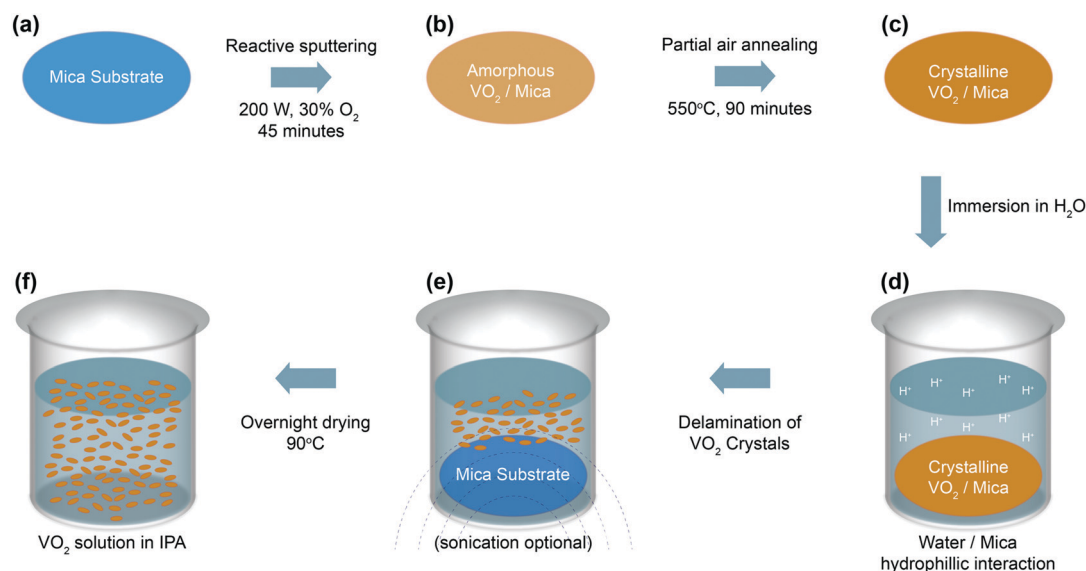 (a)
Mica Substrate
Reactive sputtering
200 W, 30% O₂
45 minutes
(b)
Amorphous
VO₂ / Mica
Partial air annealing
550°C, 90 minutes
(c)
Crystalline
VO₂ / Mica
Immersion in H₂O
(d)
H⁺ H⁺ H⁺ H⁺ H⁺
H⁺ H⁺ H⁺ H⁺ H⁺
Crystalline
VO₂ / Mica
Water / Mica
hydrophillic interaction
Delamination of
VO₂ Crystals
(e)
Mica Substrate
(sonication optional)
Overnight drying
90°C
(f)
VO₂ solution in IPA